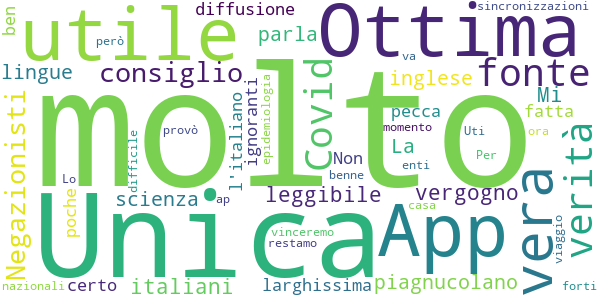 diffusione
sincronizzazioni
ben
utile
Ottima
però
parla
va
lingue
consiglio
inglese
fonte
molto
Covid
Negazionisti
l'italiano
ignoranti
epidemiologia
Mi
pecca
fatta
momento
Uti
ora
provò
La
Per
verità
Non
enti
Lo
difficile
benne
scienza
ap
leggibile
vergogno
vera
poche
Unica
App
casa
viaggio
vinceremo
restamo
nazionali
certo
italiani
larghissima
piagnucolano
forti